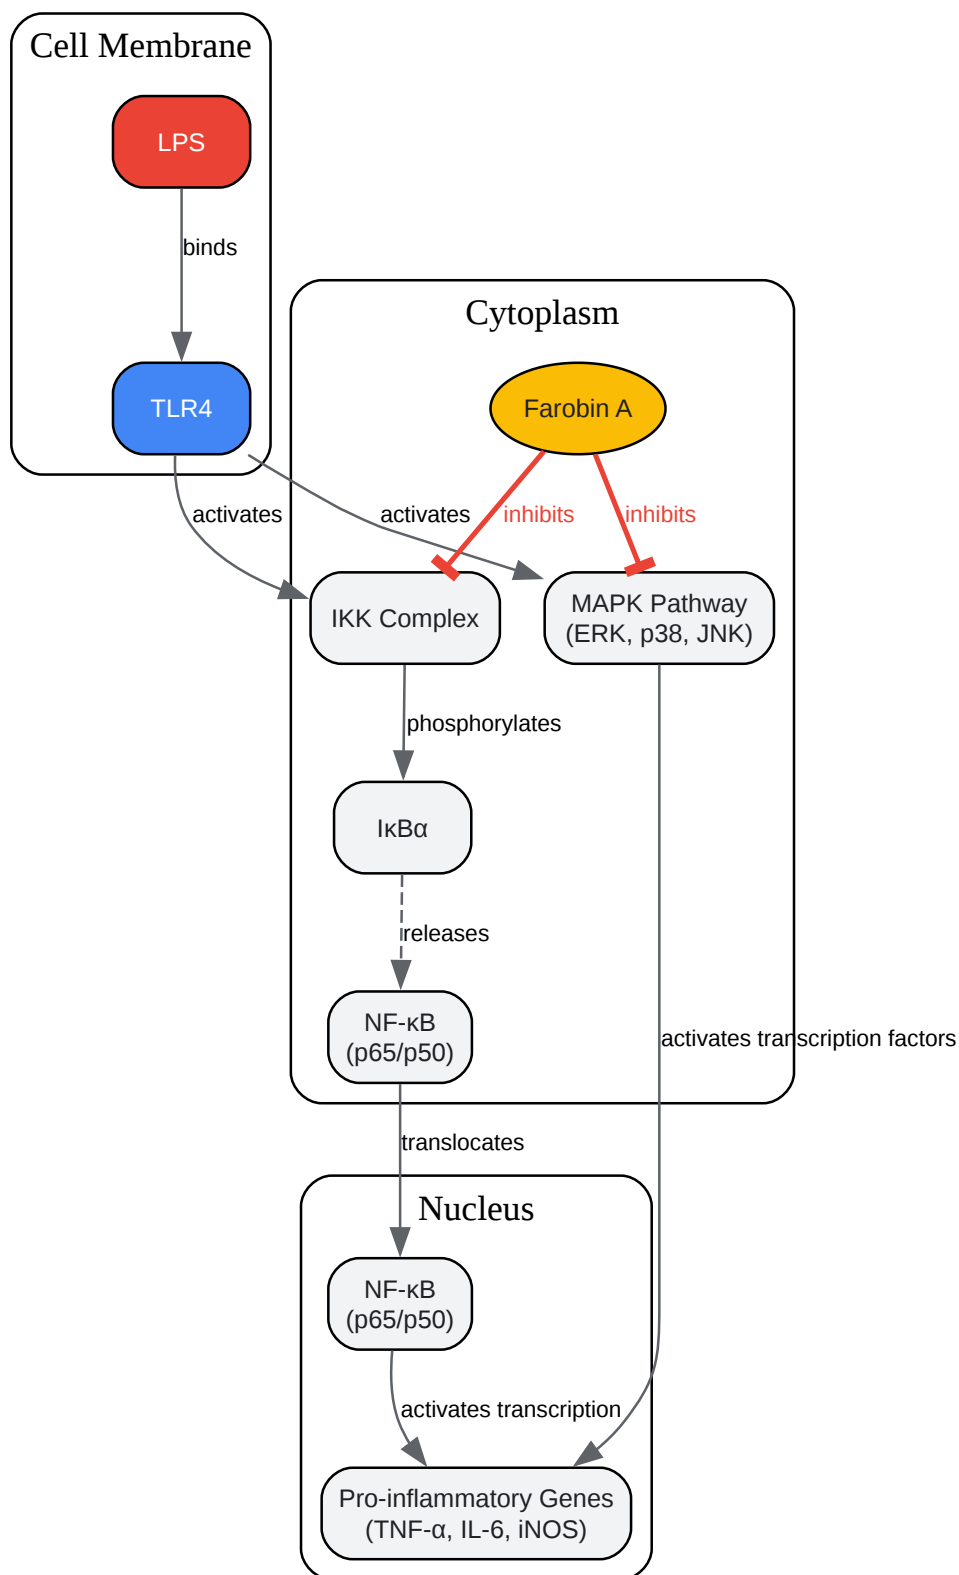 Cell Membrane
LPS
binds
TLR4
Cytoplasm
Farobin A
activates
activates
inhibits
inhibits
IKK Complex
MAPK Pathway
(ERK, p38, JNK)
phosphorylates
IκBα
releases
NF-κB
(p65/p50)
activates transcription factors
translocates
Nucleus
NF-κB
(p65/p50)
activates transcription
Pro-inflammatory Genes
(TNF-α, IL-6, iNOS)